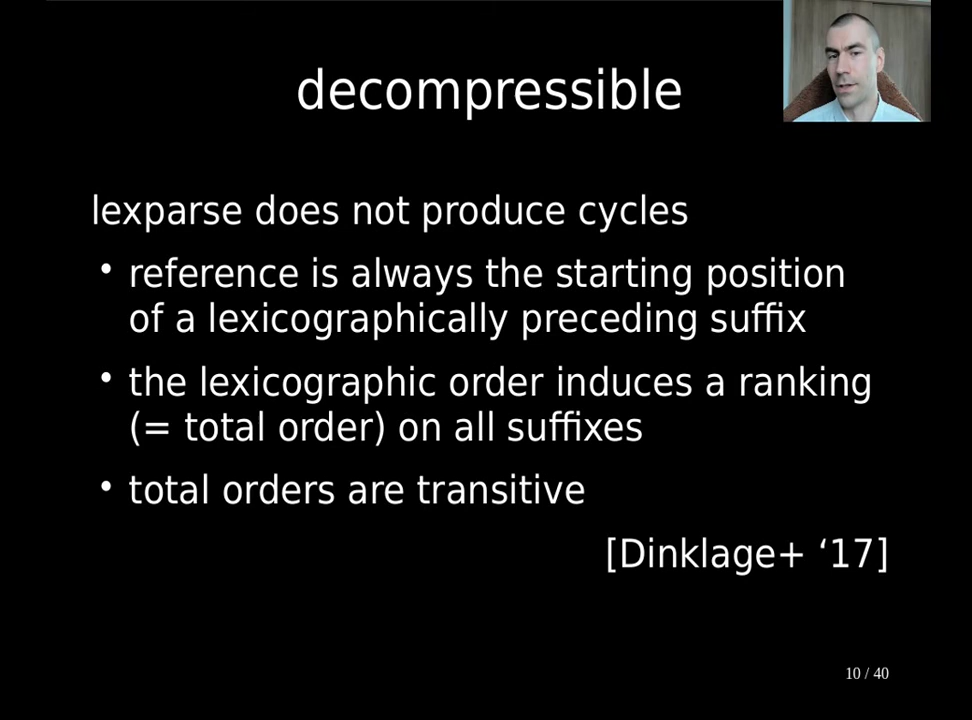 decompressible
lexparse does not produce cycles
• reference is always the starting position
of a lexicographically preceding suffix
• the lexicographic order induces a ranking
(= total order) on all suffixes
• total orders are transitive
[Dinklage+ ‘17]
10 / 40